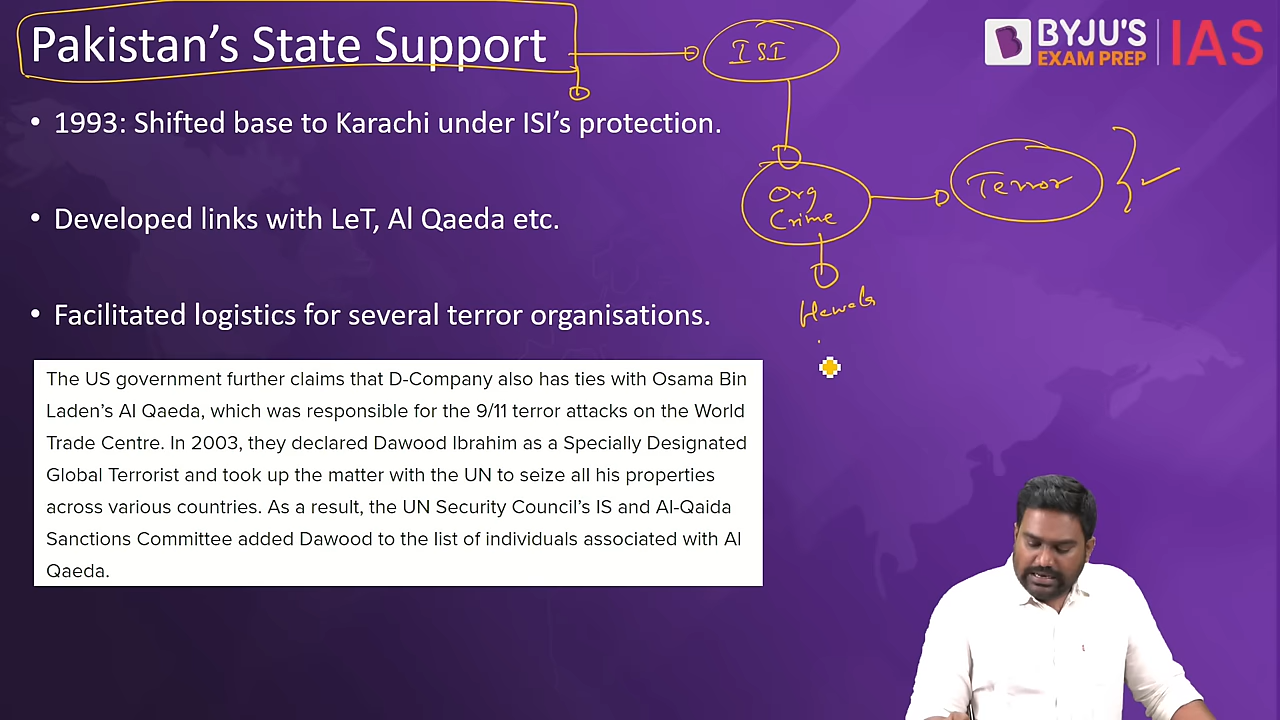 Pakistan's State Support
ISI
BYJU'S
EXAM PREP
IAS
• 1993: Shifted base to Karachi under ISI's protection.
Org
Crime
Terror
• Developed links with LeT, Al Qaeda etc.
Hawala
• Facilitated logistics for several terror organisations.
The US government further claims that D-Company also has ties with Osama Bin
Laden's Al Qaeda, which was responsible for the 9/11 terror attacks on the World
Trade Centre. In 2003, they declared Dawood Ibrahim as a Specially Designated
Global Terrorist and took up the matter with the UN to seize all his properties
across various countries. As a result, the UN Security Council's IS and Al-Qaida
Sanctions Committee added Dawood to the list of individuals associated with Al
Qaeda.